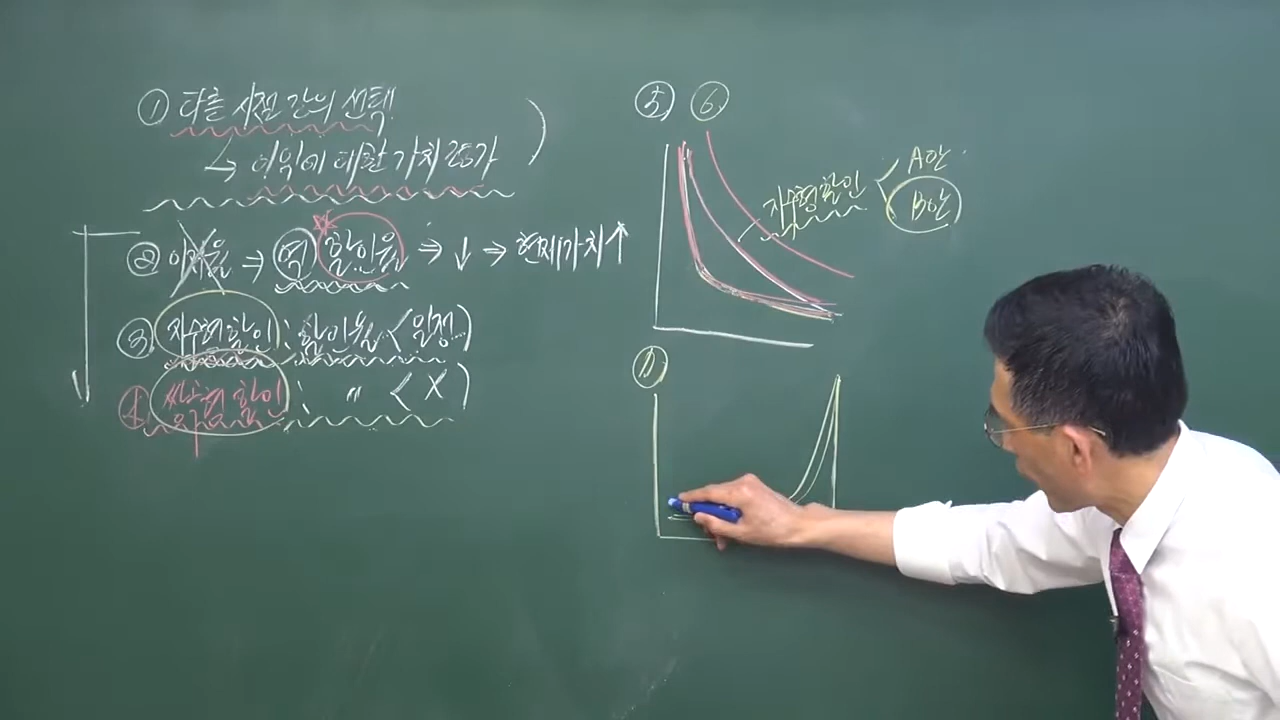 ① 다른 시점 간의 선택!
↳ 이익에 대한 가치평가
② 이자율 → 역 할인율 ⇒ ↓ ⇒ 현재가치↑
③ 지수형 할인 : 할인율 < 일정
④ 쌍곡형 할인 : 〃 < X
⑤ ⑥
지수형 할인
A안
B안